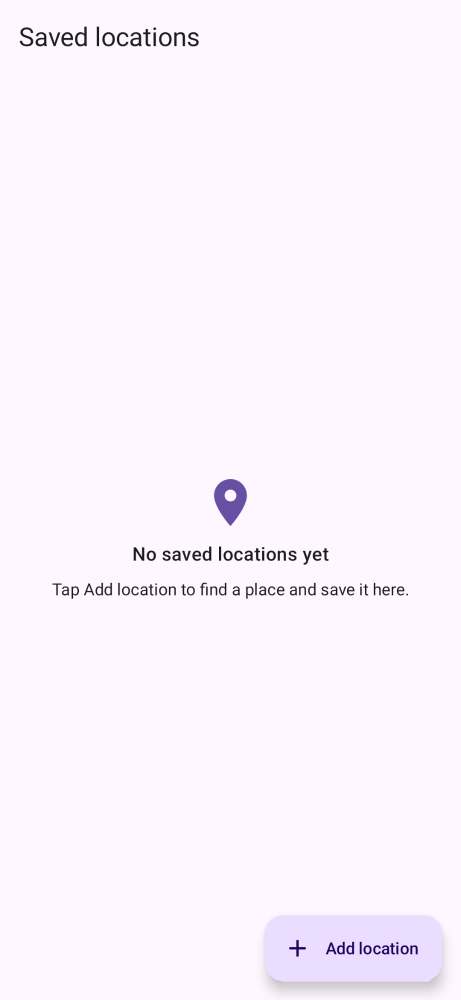 Saved locations
No saved locations yet
Tap Add location to find a place and save it here.
Add location